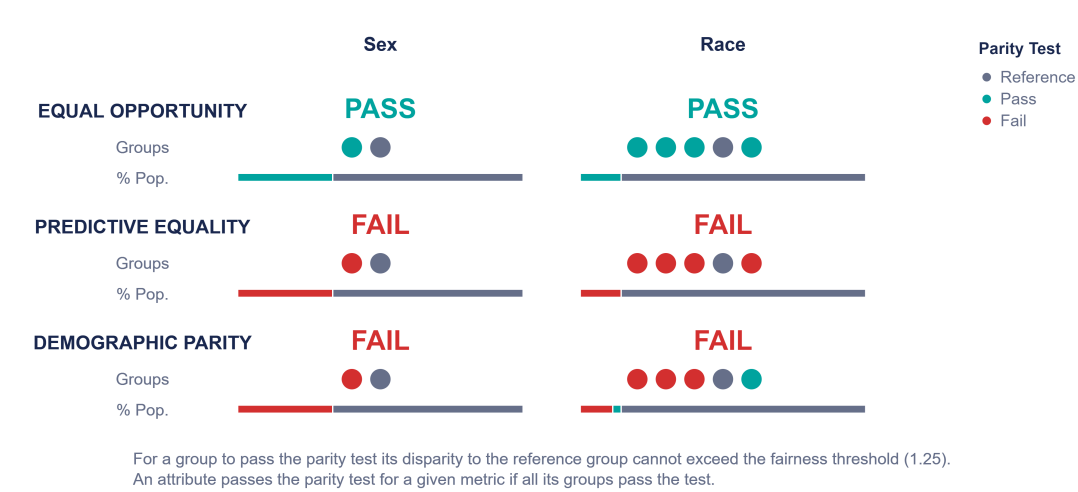 Sex
Race
Parity Test
Reference
Pass
Fail
EQUAL OPPORTUNITY
PASS
PASS
Groups
% Pop.
PREDICTIVE EQUALITY
FAIL
FAIL
Groups
% Pop.
DEMOGRAPHIC PARITY
FAIL
FAIL
Groups
% Pop.
For a group to pass the parity test its disparity to the reference group cannot exceed the fairness threshold (1.25).
An attribute passes the parity test for a given metric if all its groups pass the test.